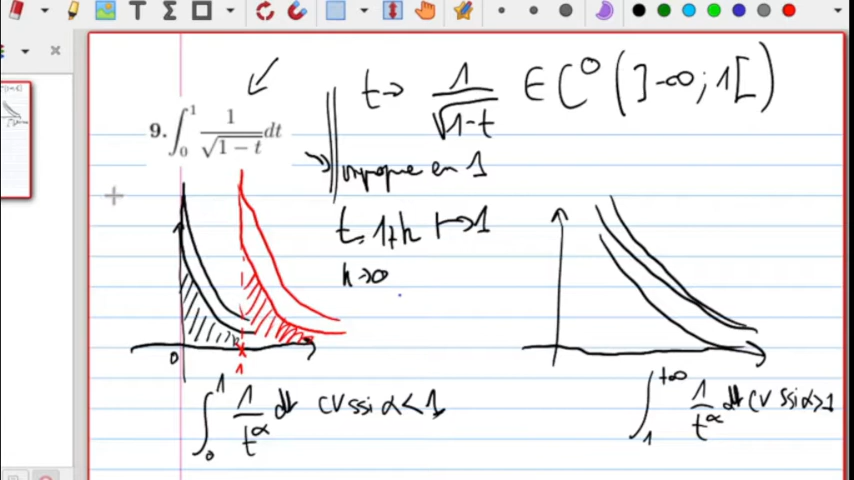 t → 1/√(1-t) ∈ C⁰ (]-∞; 1[)
9. ∫₀¹ 1/√(1-t) dt
impropre en 1
t = 1+h t→1
h→0
0
1
∫₀¹ 1/t^α dt CV ssi α<1
∫₁^+∞ 1/t^α dt CV ssi α>1